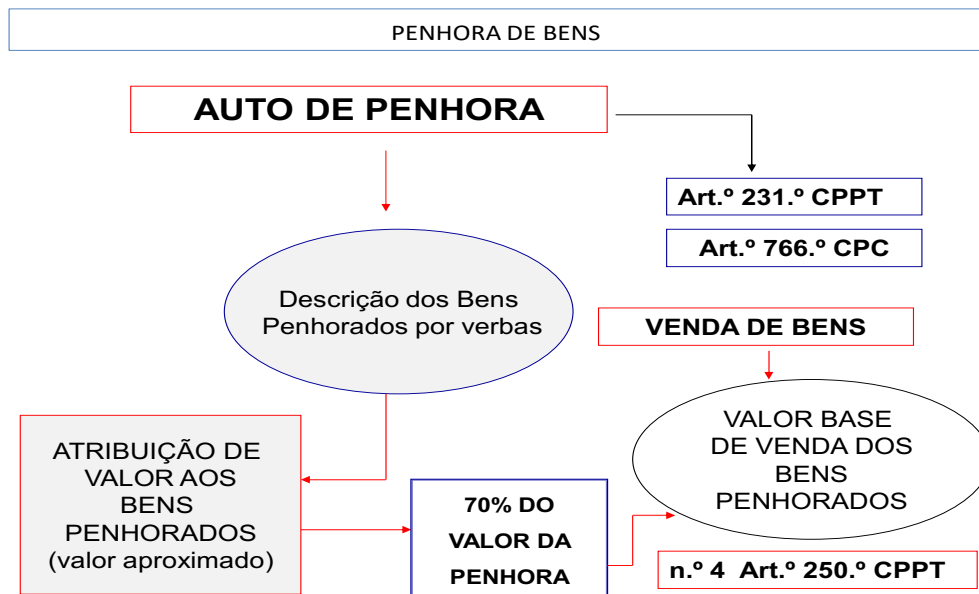 PENHORA DE BENS
AUTO DE PENHORA
Art.º 231.º CPPT
Art.º 766.º CPC
Descrição dos Bens
Penhorados por verbas
VENDA DE BENS
VALOR BASE
DE VENDA DOS
BENS
PENHORADOS
ATRIBUIÇÃO DE
VALOR AOS
BENS
PENHORADOS
(valor aproximado)
70% DO
VALOR DA
PENHORA
n.º 4 Art.º 250.º CPPT